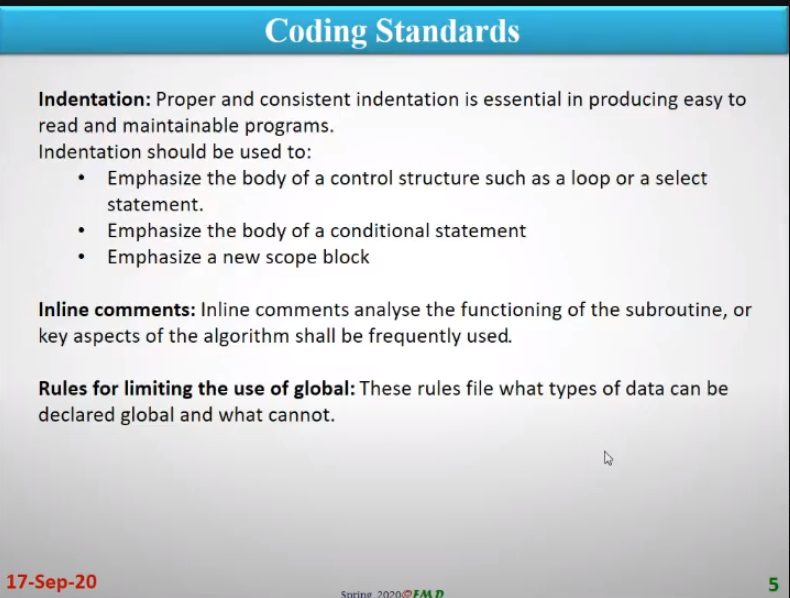 Coding Standards
Indentation: Proper and consistent indentation is essential in producing easy to
read and maintainable programs.
Indentation should be used to:
• Emphasize the body of a control structure such as a loop or a select
statement.
• Emphasize the body of a conditional statement
• Emphasize a new scope block
Inline comments: Inline comments analyse the functioning of the subroutine, or
key aspects of the algorithm shall be frequently used.
Rules for limiting the use of global: These rules file what types of data can be
declared global and what cannot.
17-Sep-20
Spring 2020©FMD
5